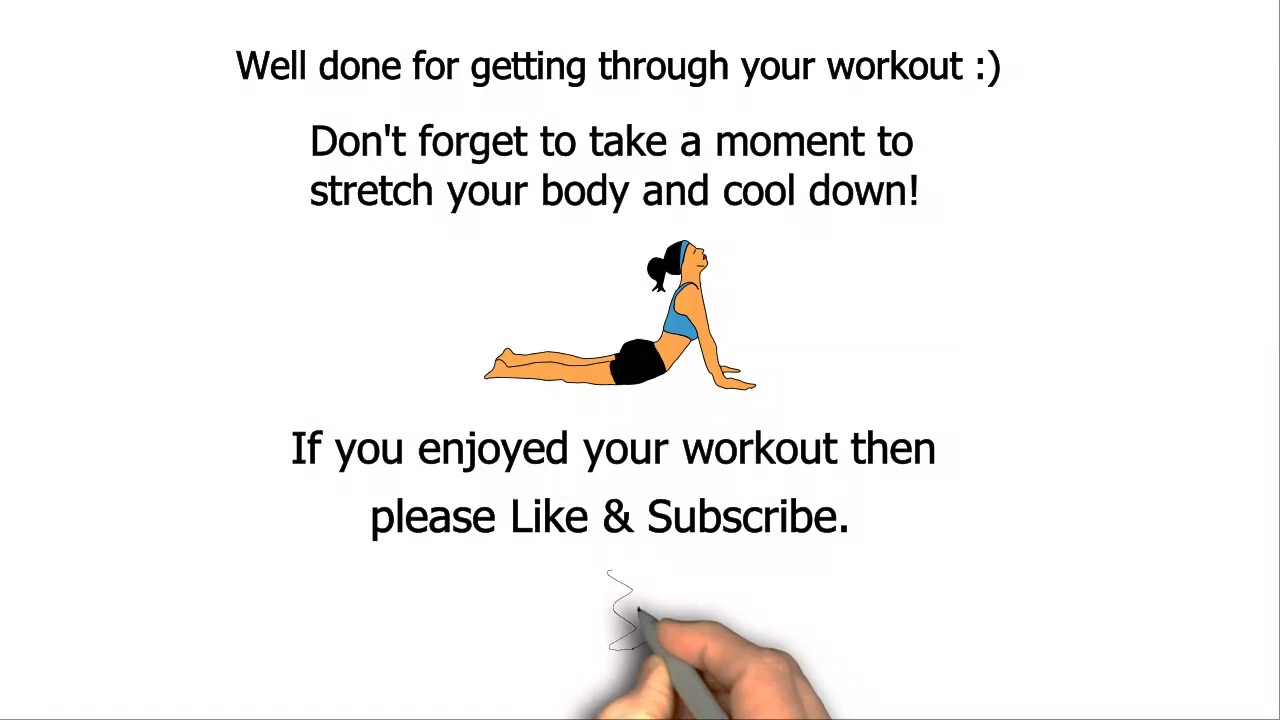 Well done for getting through your workout :)
Don't forget to take a moment to
stretch your body and cool down!
If you enjoyed your workout then
please Like & Subscribe.